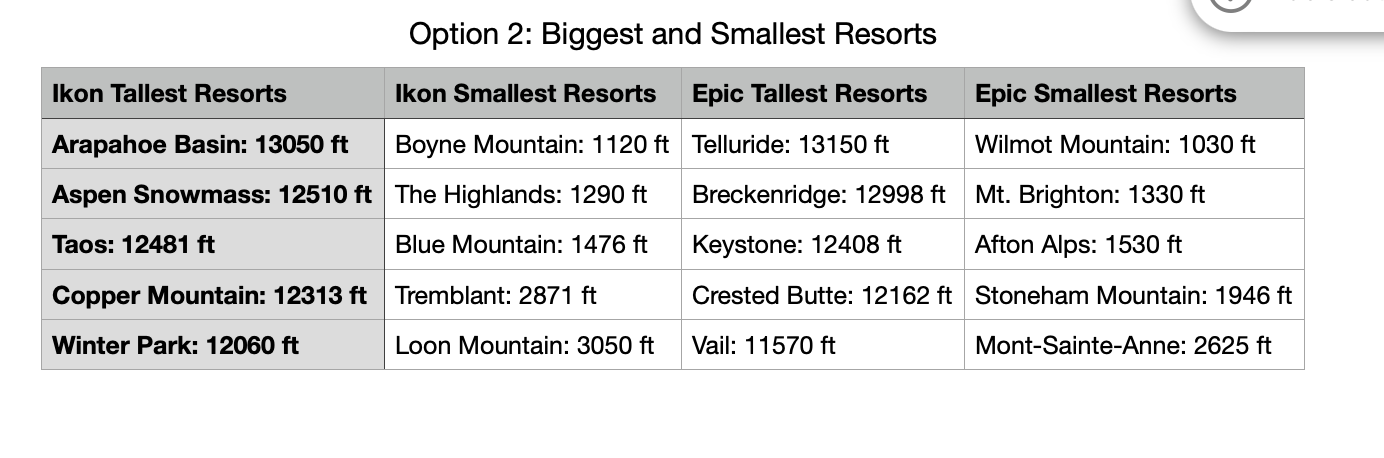 Option 2: Biggest and Smallest Resorts
Ikon Tallest Resorts Ikon Smallest Resorts Epic Tallest Resorts Epic Smallest Resorts
Arapahoe Basin: 13050 ft Boyne Mountain: 1120 ft Telluride: 13150 ft Wilmot Mountain: 1030 ft
Aspen Snowmass: 12510 ft The Highlands: 1290 ft Breckenridge: 12998 ft Mt. Brighton: 1330 ft
Taos: 12481 ft Blue Mountain: 1476 ft Keystone: 12408 ft Afton Alps: 1530 ft
Copper Mountain: 12313 ft Tremblant: 2871 ft Crested Butte: 12162 ft Stoneham Mountain: 1946 ft
Winter Park: 12060 ft Loon Mountain: 3050 ft Vail: 11570 ft Mont-Sainte-Anne: 2625 ft